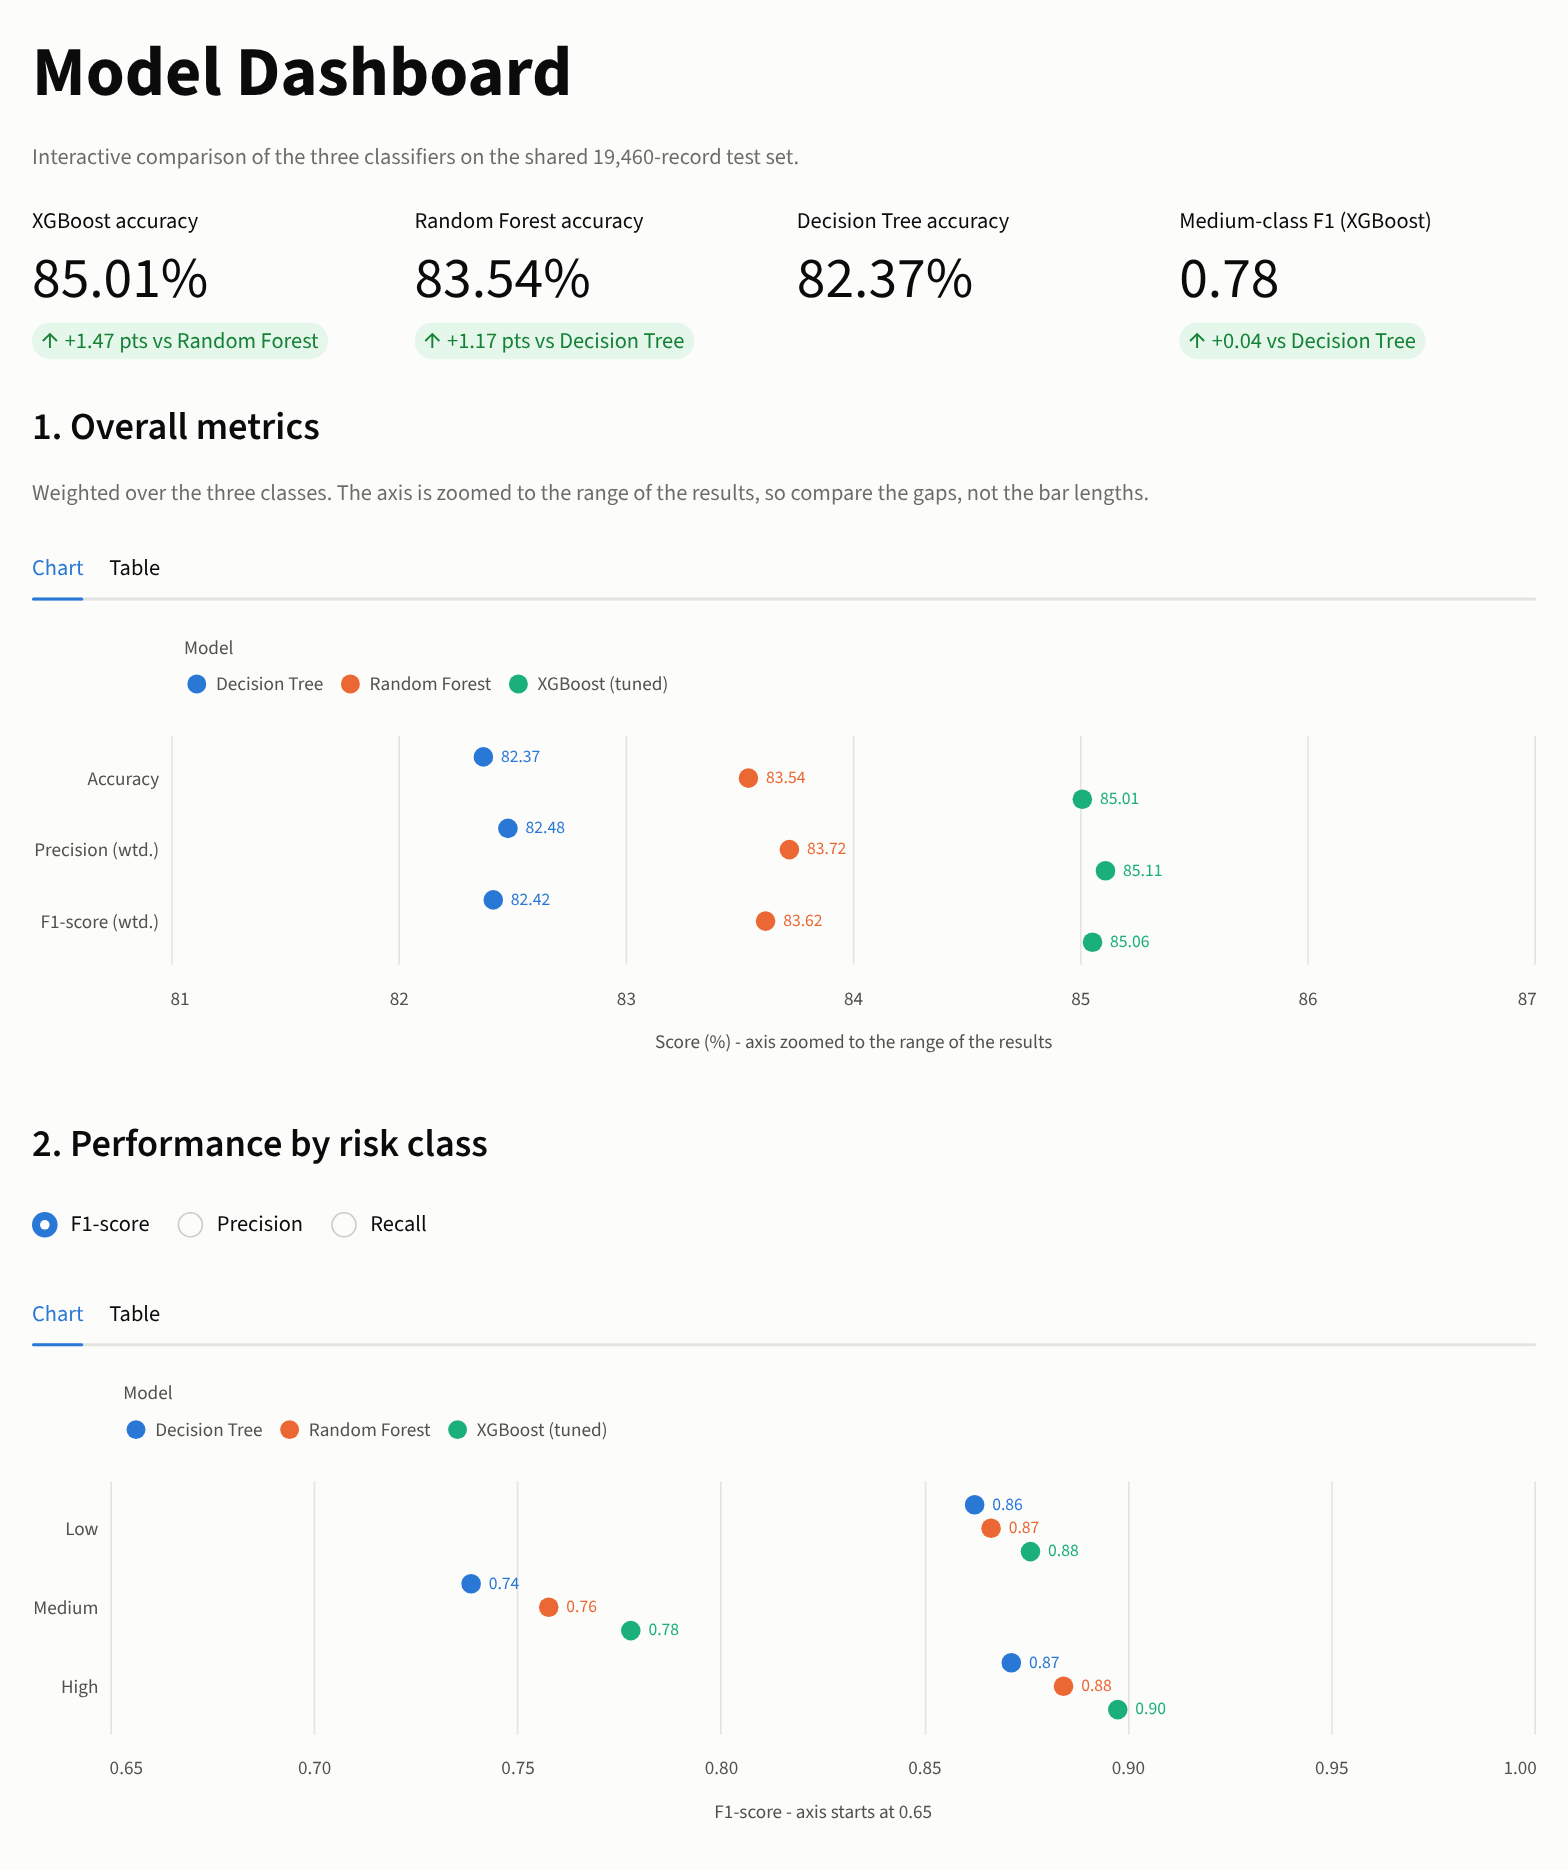 Model Dashboard
Interactive comparison of the three classifiers on the shared 19,460-record test set.
XGBoost accuracy
85.01%
↑ +1.47 pts vs Random Forest
Random Forest accuracy
83.54%
↑ +1.17 pts vs Decision Tree
Decision Tree accuracy
82.37%
Medium-class F1 (XGBoost)
0.78
↑ +0.04 vs Decision Tree
1. Overall metrics
Weighted over the three classes. The axis is zoomed to the range of the results, so compare the gaps, not the bar lengths.
Chart Table
Model
Decision Tree Random Forest XGBoost (tuned)
82.37
Accuracy 83.54
85.01
82.48
Precision (wtd.) 83.72
85.11
82.42
F1-score (wtd.) 83.62
85.06
81 82 83 84 85 86 87
Score (%) - axis zoomed to the range of the results
2. Performance by risk class
F1-score Precision Recall
Chart Table
Model
Decision Tree Random Forest XGBoost (tuned)
0.86
Low 0.87
0.88
0.74
Medium 0.76
0.78
0.87
High 0.88
0.90
0.65 0.70 0.75 0.80 0.85 0.90 0.95 1.00
F1-score - axis starts at 0.65